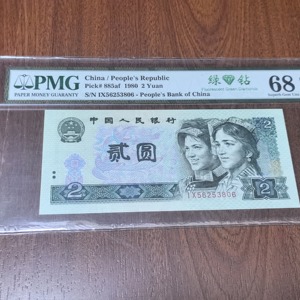 PMG
PAPER MONEY GUARANTY
China / People's Republic
Pick# 885af 1980 2 Yuan
S/N IX56253806 - People's Bank of China
绿钻
68
中国人民银行
贰圆
2
2
IX56253806